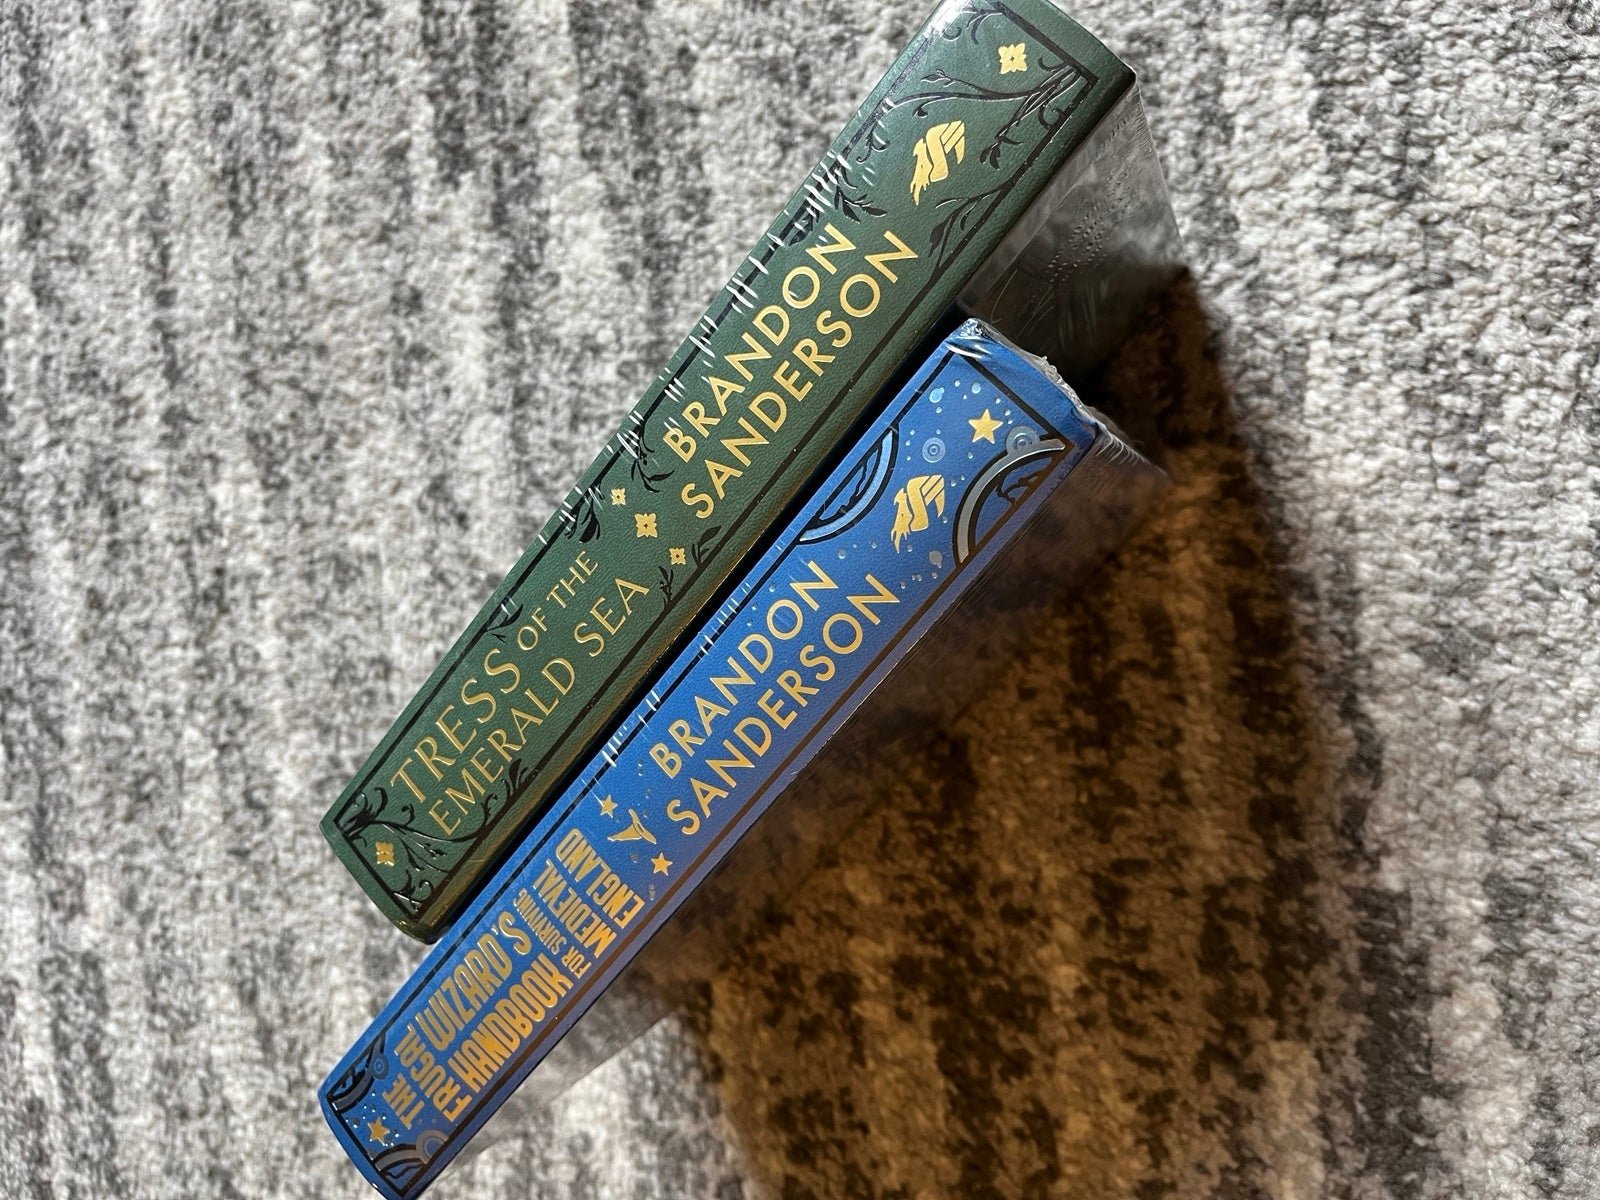 TRESS OF THE
EMERALD SEA
BRANDON
SANDERSON
THE
FRUGAL
WIZARD'S
HANDBOOK
FOR SURVIVING
MEDIEVAL
ENGLAND
BRANDON
SANDERSON